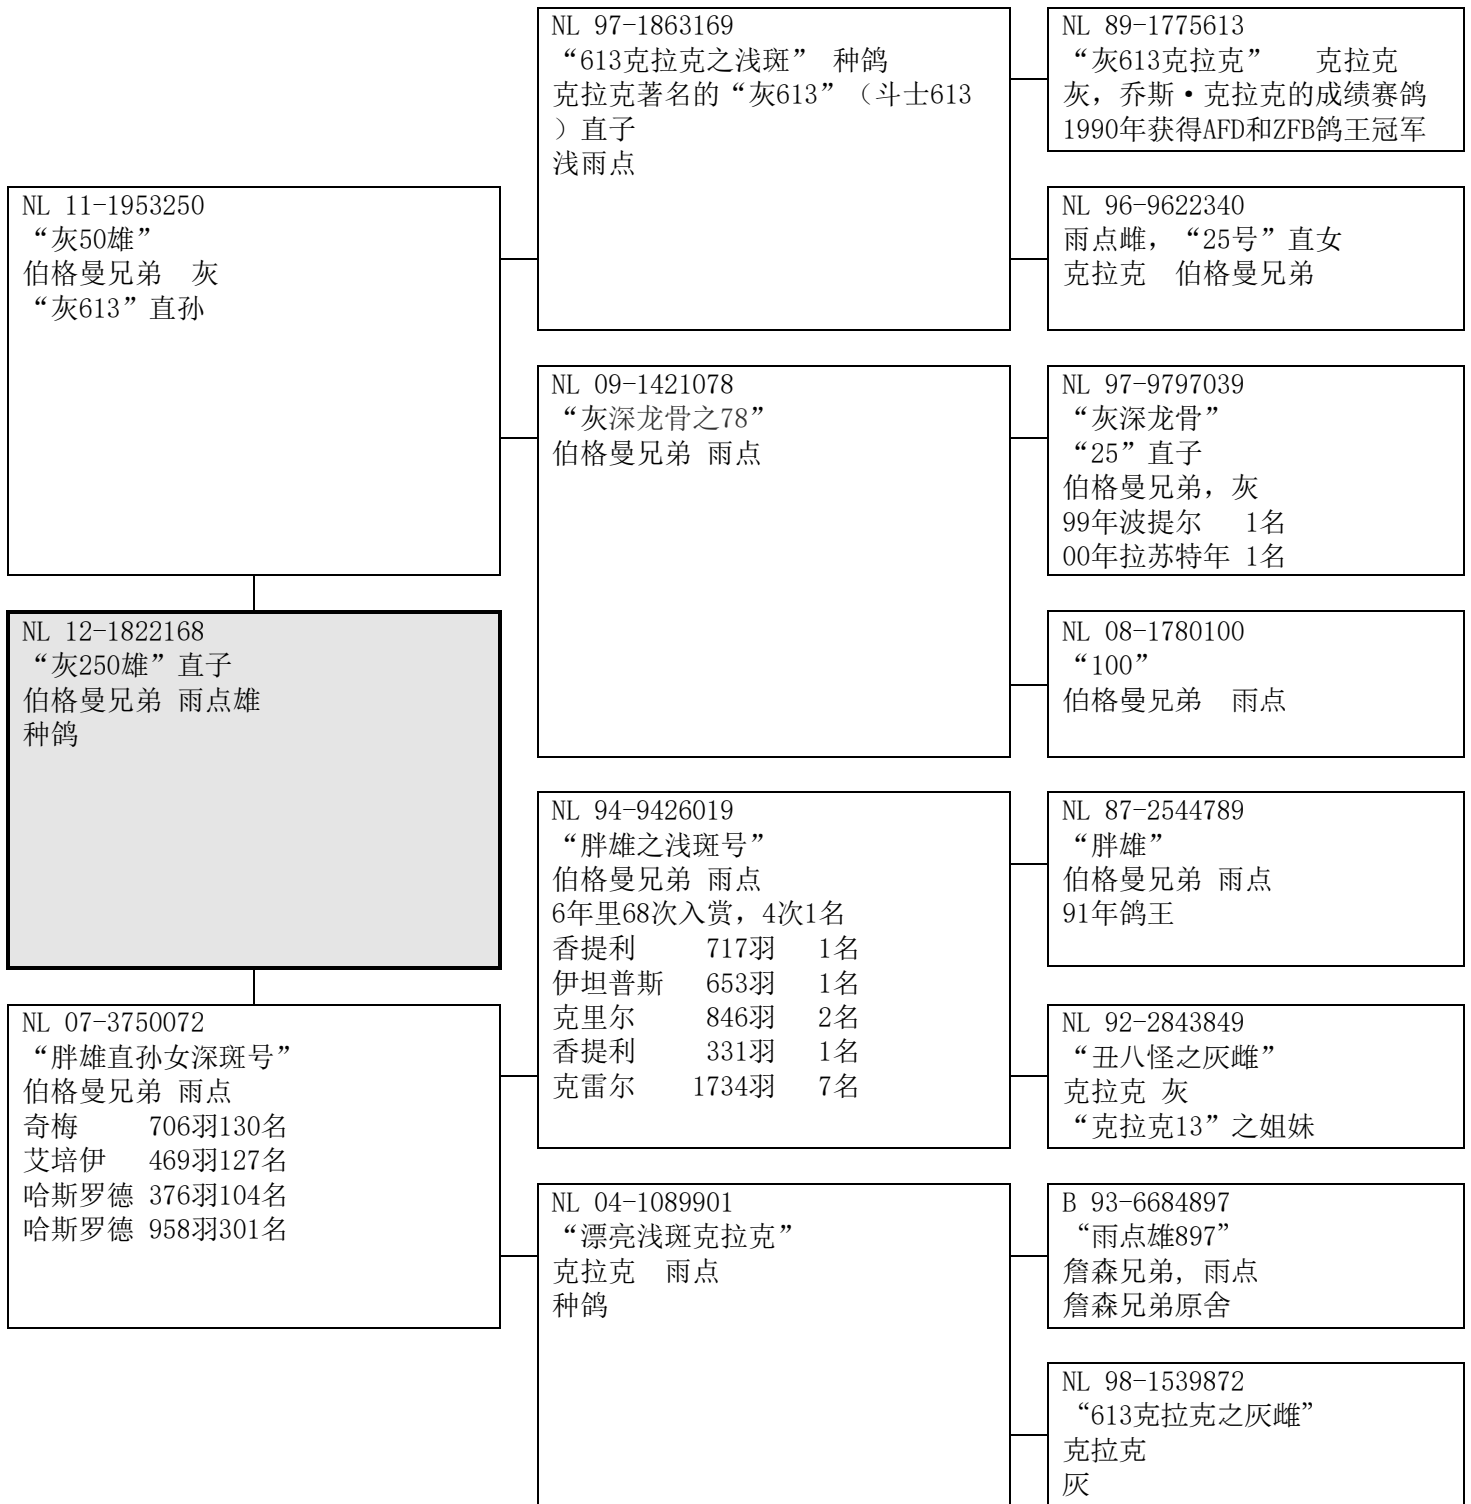 NL 97-1863169
“613克拉克之浅斑” 种鸽
克拉克著名的“灰613”（斗士613
）直子
浅雨点
NL 89-1775613
“灰613克拉克” 克拉克
灰，乔斯·克拉克的成绩赛鸽
1990年获得AFD和ZFB鸽王冠军
NL 11-1953250
“灰50雄”
伯格曼兄弟 灰
“灰613”直孙
NL 96-9622340
雨点雌，“25号”直女
克拉克 伯格曼兄弟
NL 09-1421078
“灰深龙骨之78”
伯格曼兄弟 雨点
NL 97-9797039
“灰深龙骨”
“25”直子
伯格曼兄弟，灰
99年波提尔 1名
00年拉苏特年 1名
NL 12-1822168
“灰250雄”直子
伯格曼兄弟 雨点雄
种鸽
NL 08-1780100
“100”
伯格曼兄弟 雨点
NL 94-9426019
“胖雄之浅斑号”
伯格曼兄弟 雨点
6年里68次入赏，4次1名
香提利 717羽 1名
伊坦普斯 653羽 1名
克里尔 846羽 2名
香提利 331羽 1名
克雷尔 1734羽 7名
NL 87-2544789
“胖雄”
伯格曼兄弟 雨点
91年鸽王
NL 07-3750072
“胖雄直孙女深斑号”
伯格曼兄弟 雨点
奇梅 706羽130名
艾培伊 469羽127名
哈斯罗德 376羽104名
哈斯罗德 958羽301名
NL 92-2843849
“丑八怪之灰雌”
克拉克 灰
“克拉克13”之姐妹
NL 04-1089901
“漂亮浅斑克拉克”
克拉克 雨点
种鸽
B 93-6684897
“雨点雄897”
詹森兄弟, 雨点
詹森兄弟原舍
NL 98-1539872
“613克拉克之灰雌”
克拉克
灰